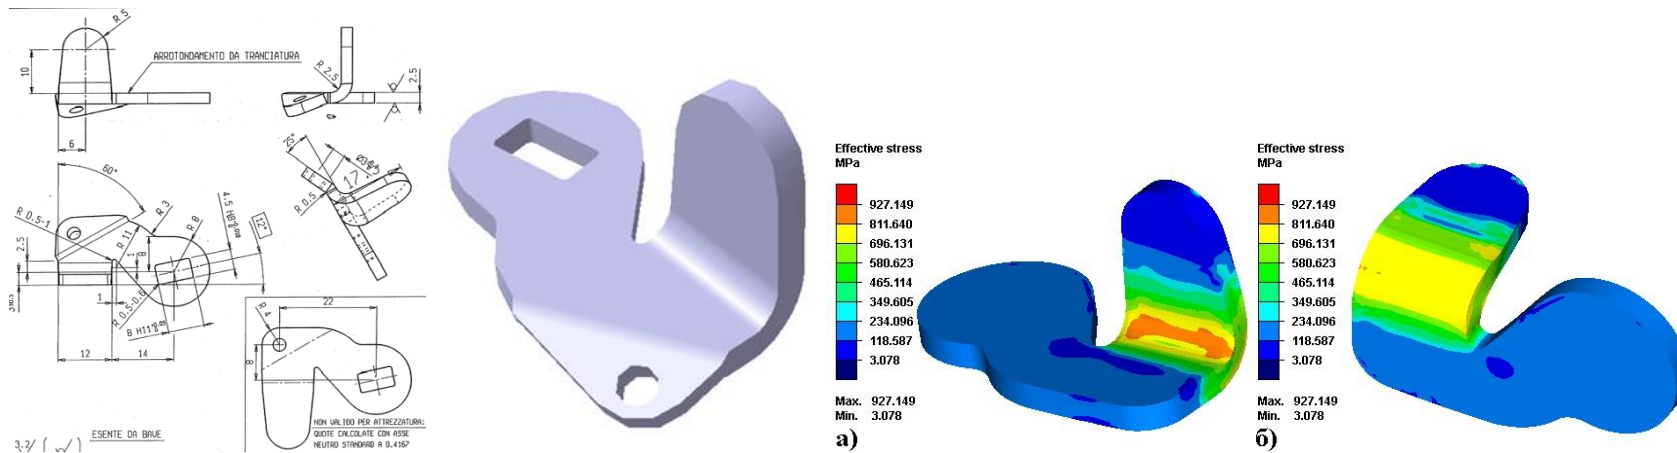 R 5
ARROTONDAMENTO DA TRANCIATURA
10
6
R 2.5
2.5
60°
R 0.5-1
R 3
R 8
R 11
8
1
2.5
12°
R 0.5-0.6
1
12
14
25°
R 0.5
17
22
R 4
8
NON VALIDO PER ATTREZZATURA:
QUOTE CALCOLATE CON ASSE
NEUTRO STANDARD A 0.4167
ESENTE DA BAVE
3.2/
Effective stress
MPa
927.149
811.640
696.131
580.623
465.114
349.605
234.096
118.587
3.078
Max. 927.149
Min. 3.078
а)
Effective stress
MPa
927.149
811.640
696.131
580.623
465.114
349.605
234.096
118.587
3.078
Max. 927.149
Min. 3.078
б)